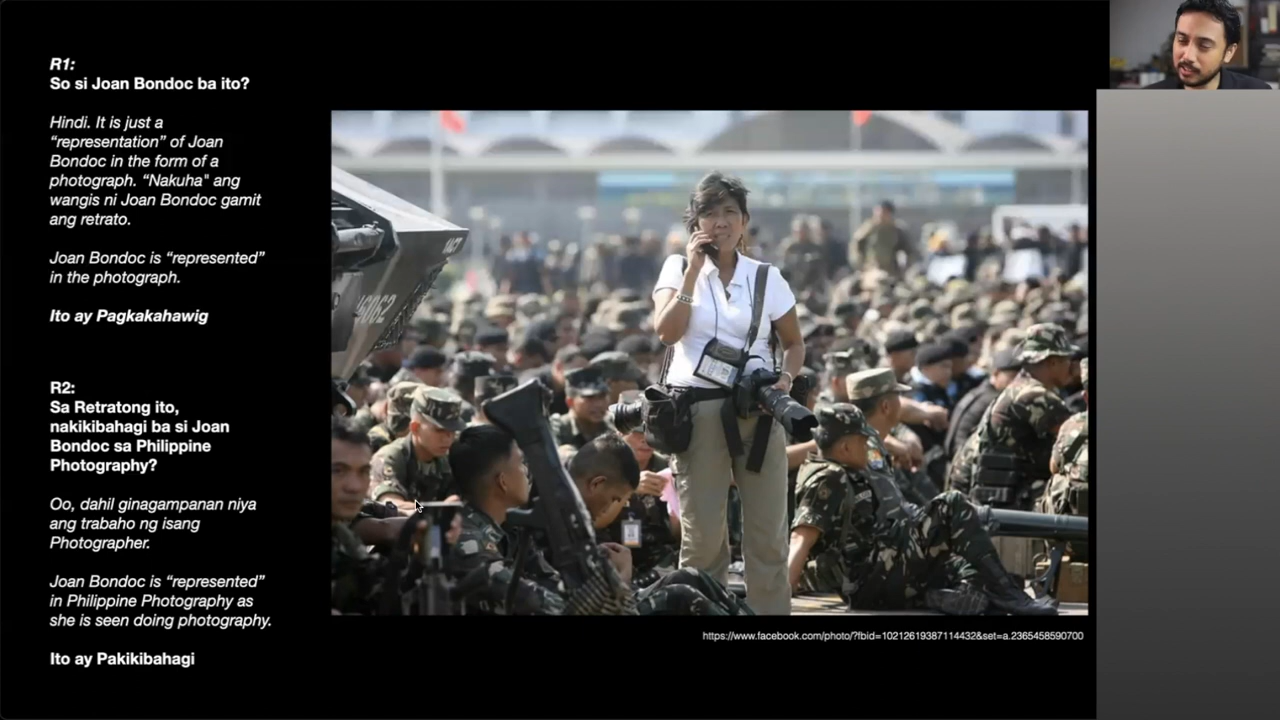 R1:
So si Joan Bondoc ba ito?
Hindi. It is just a
“representation” of Joan
Bondoc in the form of a
photograph. “Nakuha" ang
wangis ni Joan Bondoc gamit
ang retrato.
Joan Bondoc is “represented”
in the photograph.
Ito ay Pagkakahawig
R2:
Sa Retratong ito,
nakikibahagi ba si Joan
Bondoc sa Philippine
Photography?
Oo, dahil ginagampanan niya
ang trabaho ng isang
Photographer.
Joan Bondoc is “represented”
in Philippine Photography as
she is seen doing photography.
Ito ay Pakikibahagi
https://www.facebook.com/photo/?fbid=10212619387114432&set=a.2365458590700